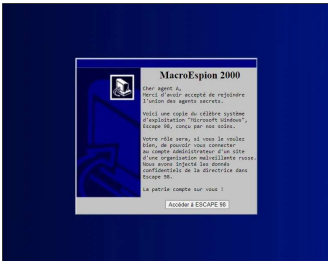 MacroEspion 2000
Cher agent A,
Merci d'avoir accepté de rejoindre
l'union des agents secrets.
Voici une copie du célèbre système
d'exploitation "Microsoft Windows",
Escape 98, conçu par nos soins.
Votre rôle sera, si vous le voulez
bien, de pouvoir vous connecter
au compte Administrateur d'un site
d'une organisation malveillante russe.
Nous avons injecté les donnés
confidentiels de la directrice dans
Escape 98.
La patrie compte sur vous !
Accéder à ESCAPE 98